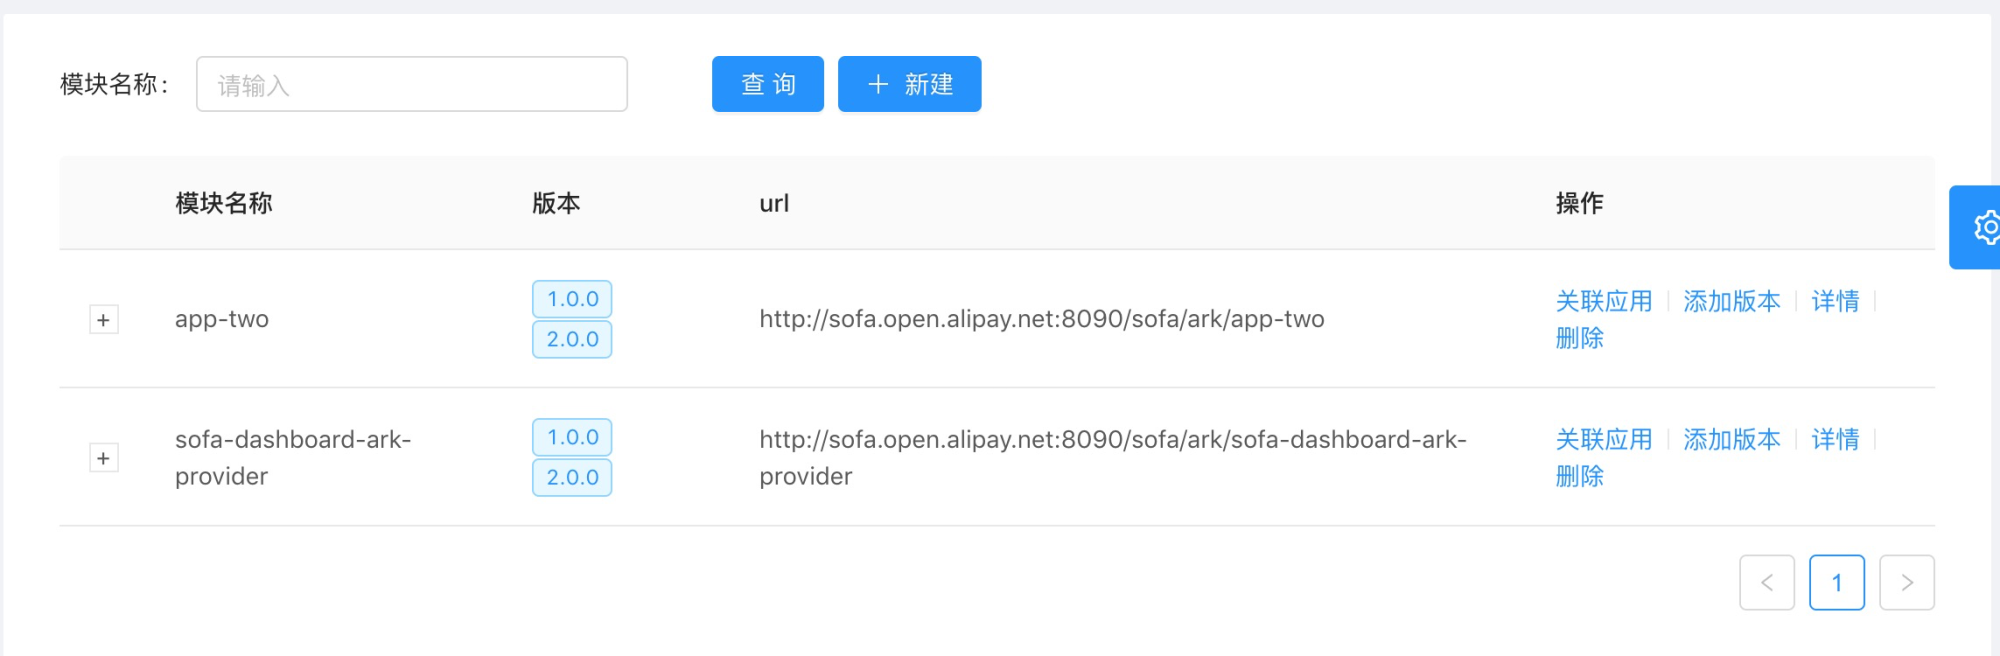 模块名称：
请输入
查 询
+ 新建
模块名称 版本 url 操作
+ app-two 1.0.0 http://sofa.open.alipay.net:8090/sofa/ark/app-two 关联应用 添加版本 详情
2.0.0 删除
+ sofa-dashboard-ark- 1.0.0 http://sofa.open.alipay.net:8090/sofa/ark/sofa-dashboard-ark- 关联应用 添加版本 详情
provider 2.0.0 provider 删除
< 1 >